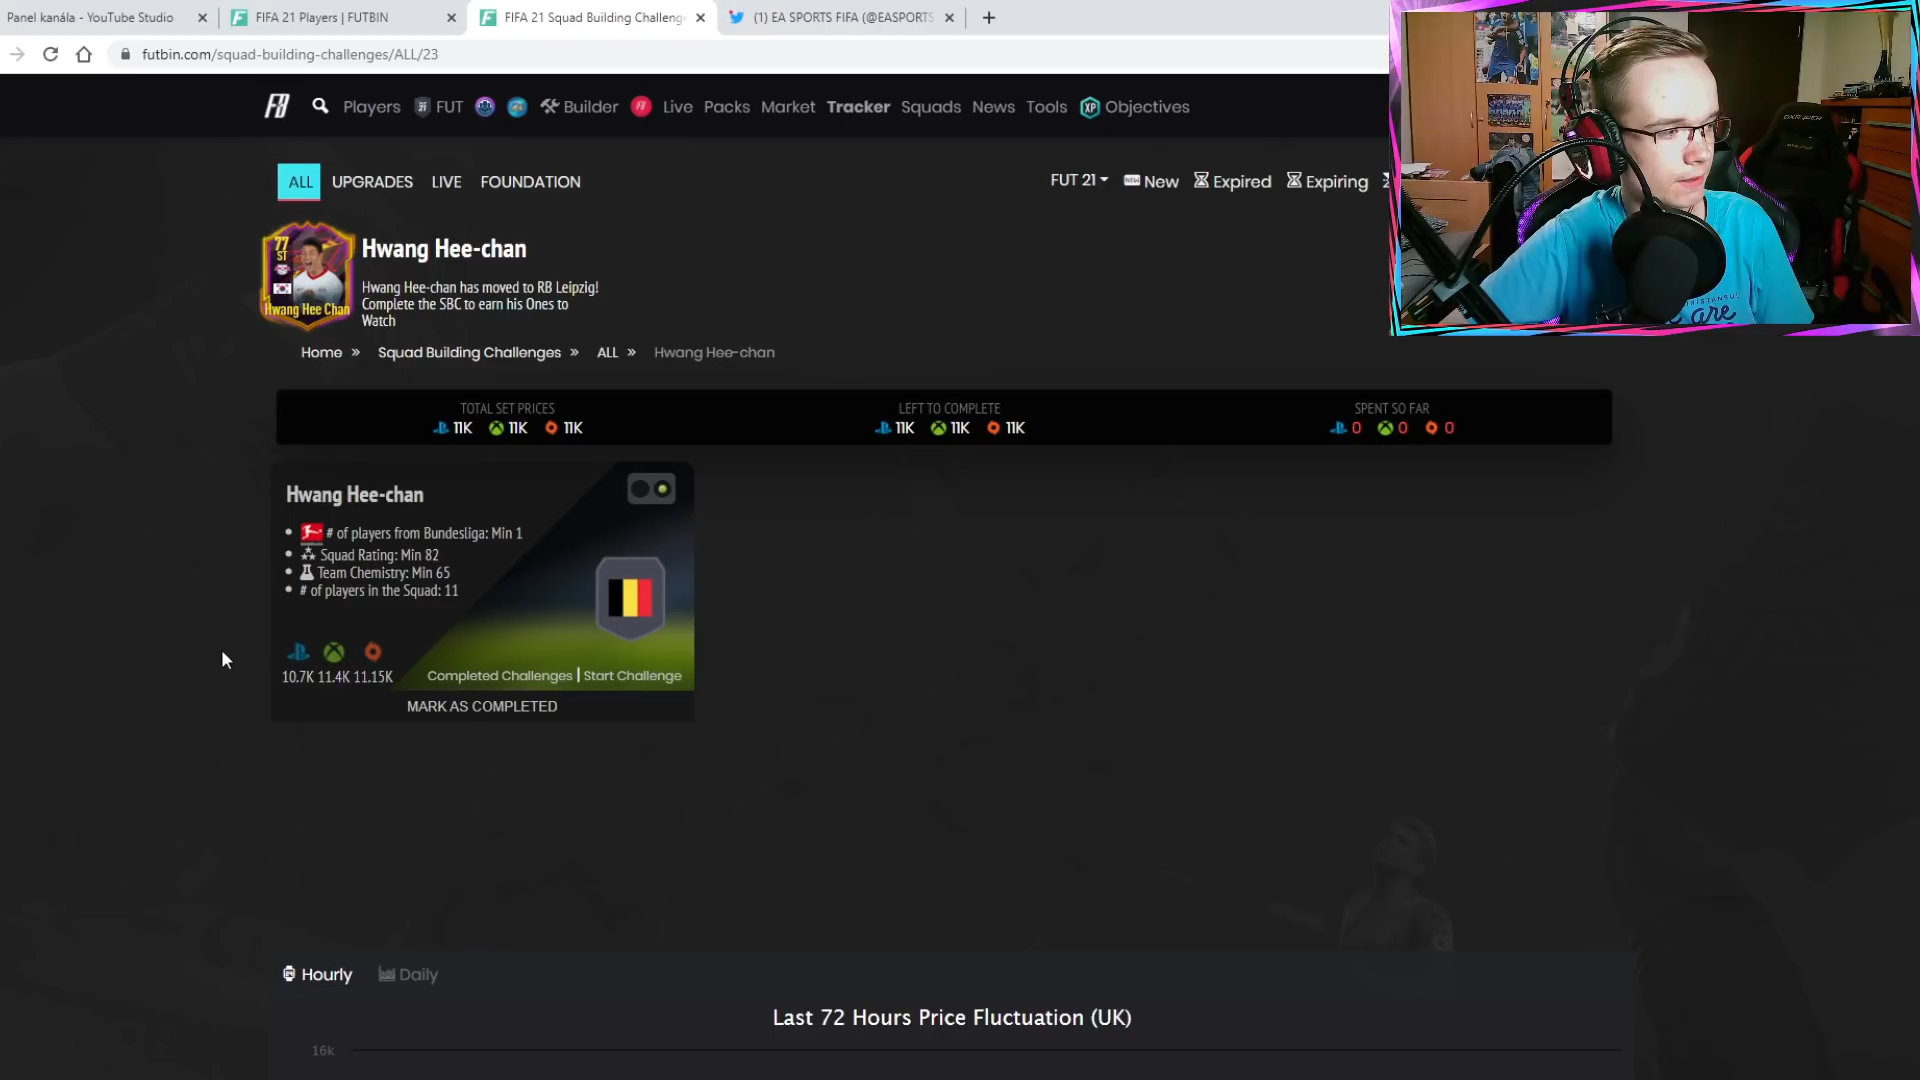 Panel kanála - YouTube Studio
FIFA 21 Players | FUTBIN
FIFA 21 Squad Building Challenge
(1) EA SPORTS FIFA (@EASPORTS
futbin.com/squad-building-challenges/ALL/23
Players
FUT
Builder
Live
Packs
Market
Tracker
Squads
News
Tools
XP
Objectives
ALL
UPGRADES
LIVE
FOUNDATION
FUT 21
New
Expired
Expiring
77
ST
Hwang Hee Chan
Hwang Hee-chan
Hwang Hee-chan has moved to RB Leipzig!
Complete the SBC to earn his Ones to
Watch
Home » Squad Building Challenges » ALL » Hwang Hee-chan
TOTAL SET PRICES
11K 11K 11K
LEFT TO COMPLETE
11K 11K 11K
SPENT SO FAR
0 0 0
Hwang Hee-chan
# of players from Bundesliga: Min 1
Squad Rating: Min 82
Team Chemistry: Min 65
# of players in the Squad: 11
10.7K 11.4K 11.15K
Completed Challenges | Start Challenge
MARK AS COMPLETED
Hourly
Daily
Last 72 Hours Price Fluctuation (UK)
16k
are